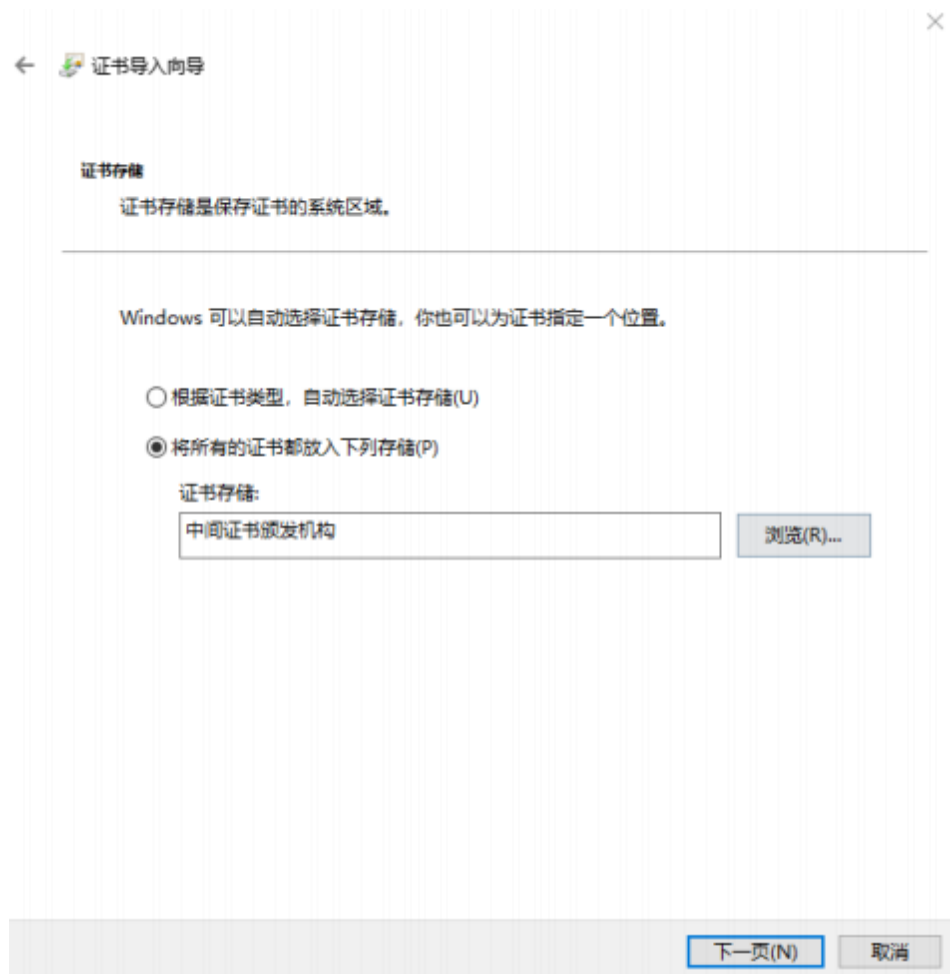 证书导入向导
证书存储
证书存储是保存证书的系统区域。
Windows 可以自动选择证书存储，你也可以为证书指定一个位置。
根据证书类型，自动选择证书存储(U)
将所有的证书都放入下列存储(P)
证书存储:
中间证书颁发机构
浏览(R)...
下一页(N)
取消